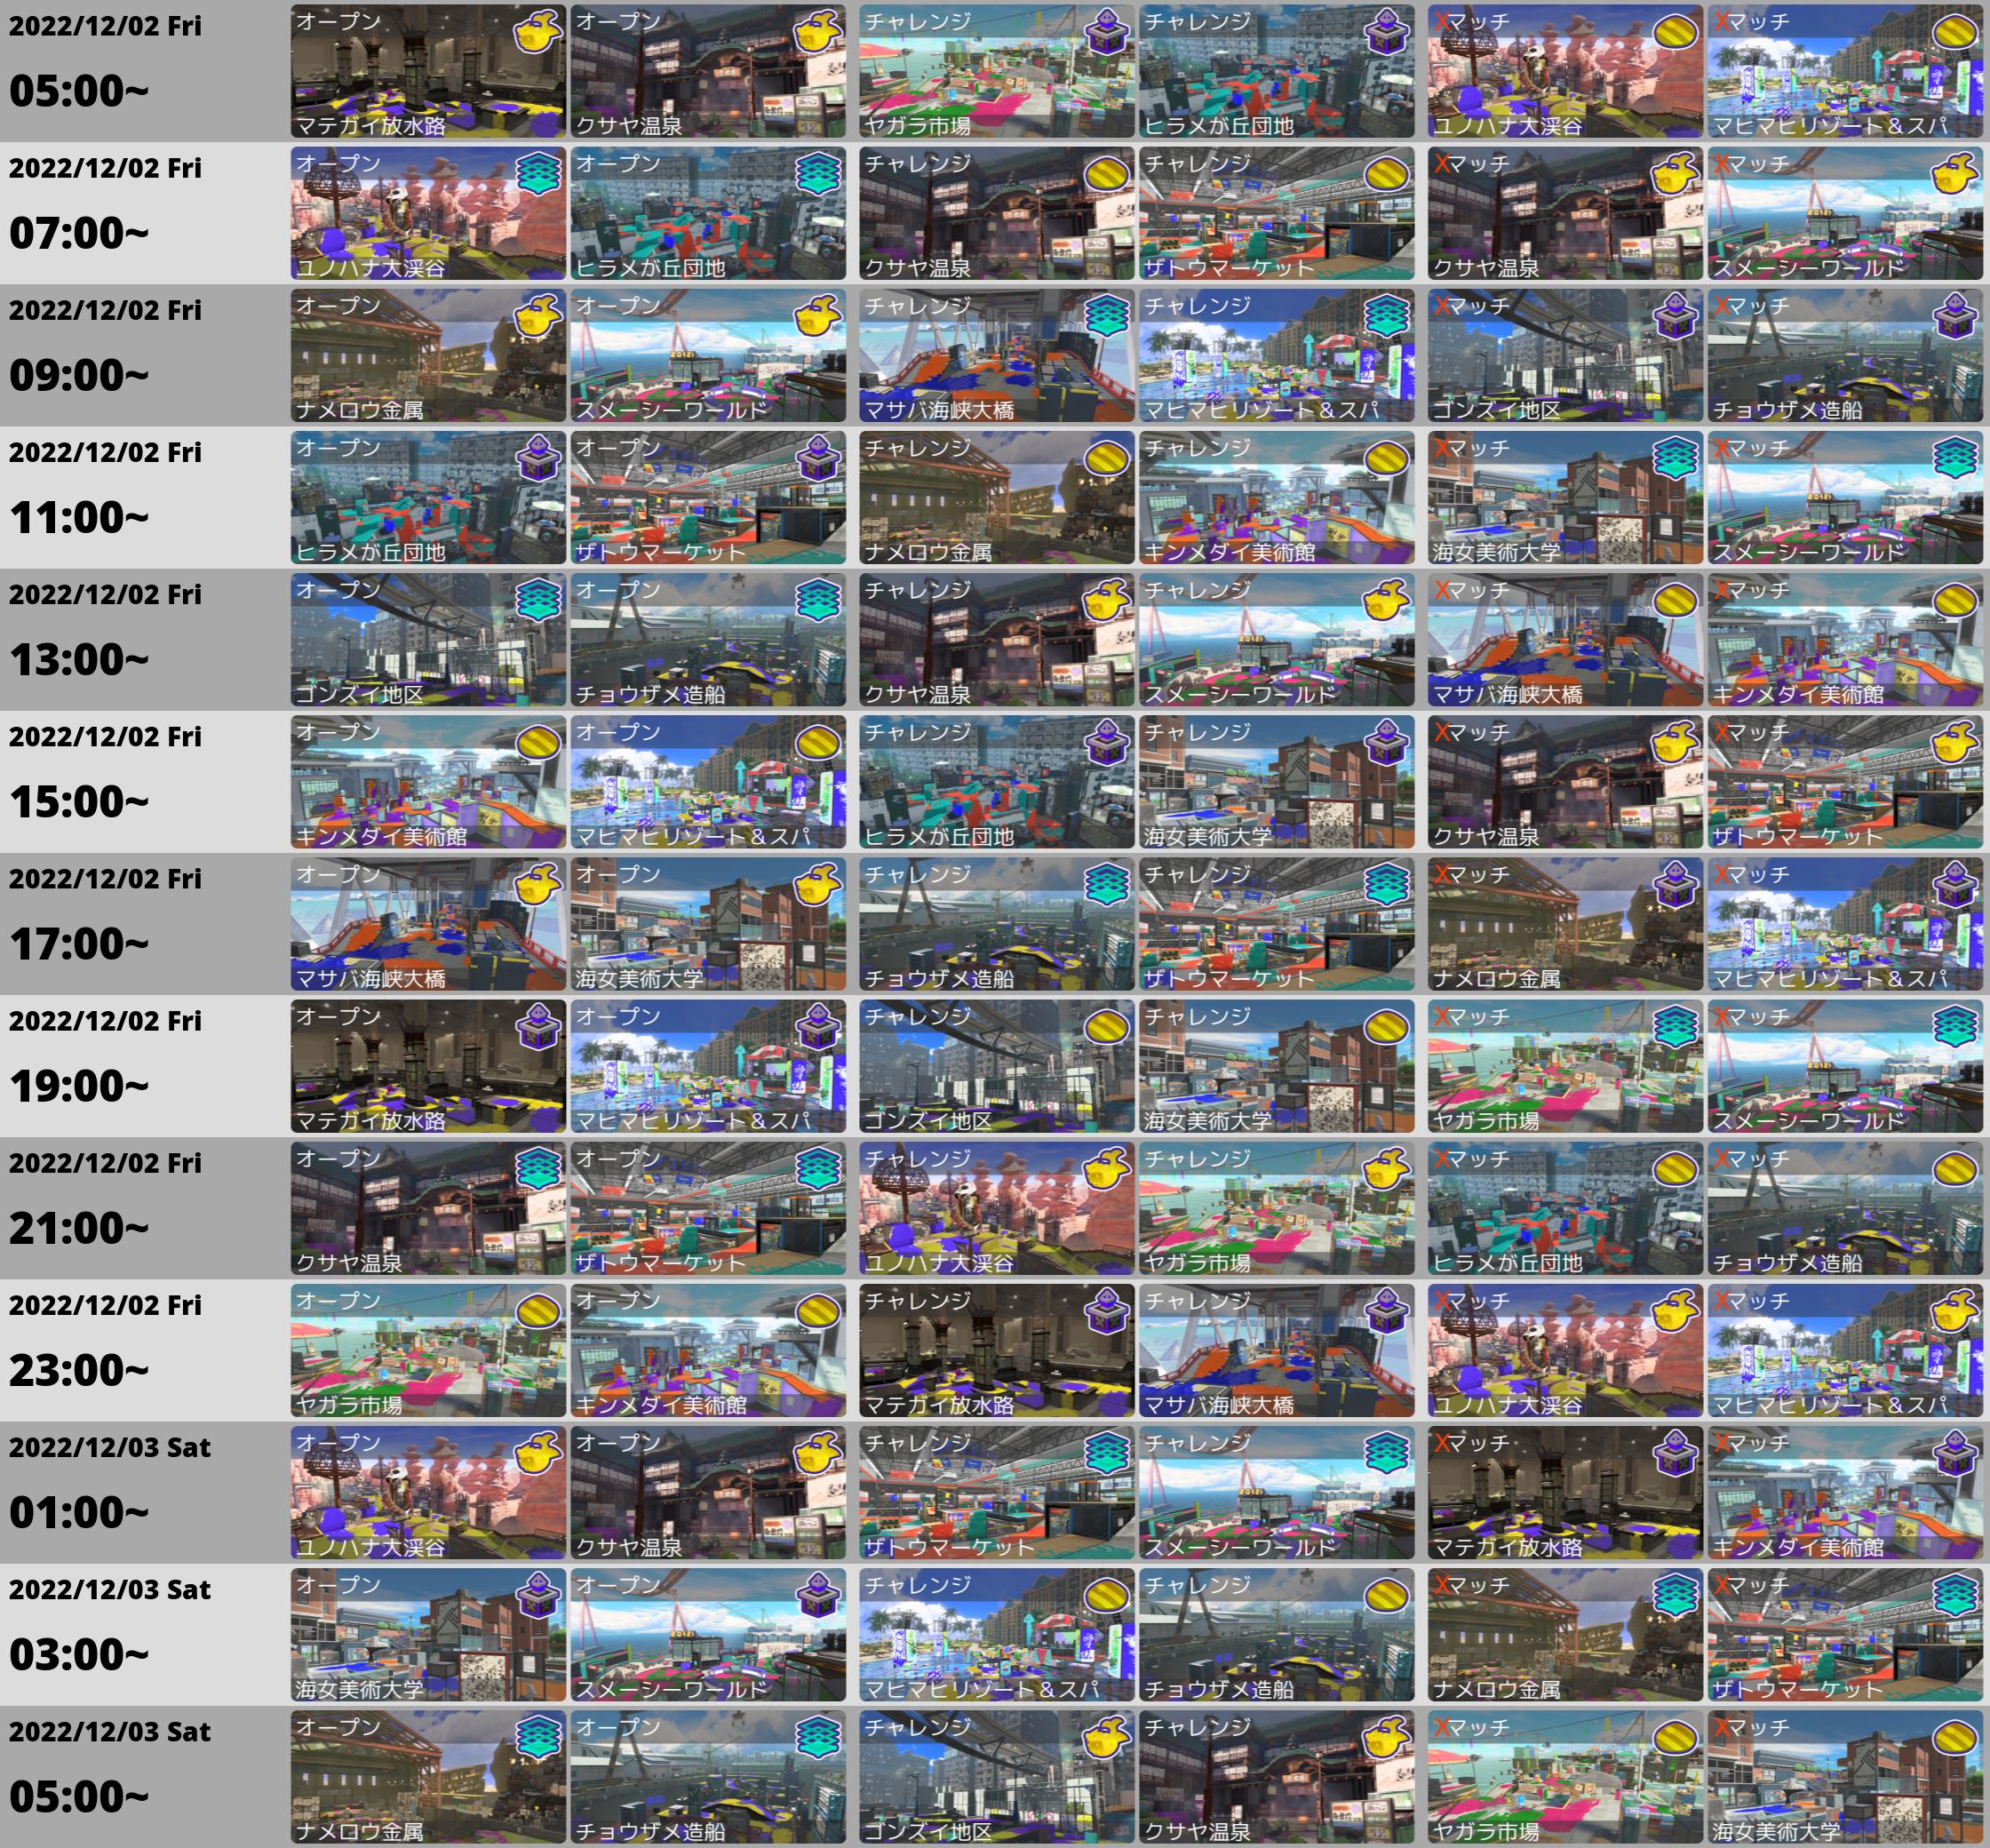 2022/12/02 Fri
05:00~
オープン オープン チャレンジ チャレンジ Xマッチ Xマッチ
マテガイ放水路 クサヤ温泉 ヤガラ市場 ヒラメが丘団地 ユノハナ大渓谷 マヒマヒリゾート＆スパ
2022/12/02 Fri
07:00~
オープン オープン チャレンジ チャレンジ Xマッチ Xマッチ
ユノハナ大渓谷 ヒラメが丘団地 クサヤ温泉 ザトウマーケット クサヤ温泉 スメーシーワールド
2022/12/02 Fri
09:00~
オープン オープン チャレンジ チャレンジ Xマッチ Xマッチ
ナメロウ金属 スメーシーワールド マサバ海峡大橋 マヒマヒリゾート＆スパ ゴンズイ地区 チョウザメ造船
2022/12/02 Fri
11:00~
オープン オープン チャレンジ チャレンジ Xマッチ Xマッチ
ヒラメが丘団地 ザトウマーケット ナメロウ金属 キンメダイ美術館 海女美術大学 スメーシーワールド
2022/12/02 Fri
13:00~
オープン オープン チャレンジ チャレンジ Xマッチ Xマッチ
ゴンズイ地区 チョウザメ造船 クサヤ温泉 スメーシーワールド マサバ海峡大橋 キンメダイ美術館
2022/12/02 Fri
15:00~
オープン オープン チャレンジ チャレンジ Xマッチ Xマッチ
キンメダイ美術館 マヒマヒリゾート＆スパ ヒラメが丘団地 海女美術大学 クサヤ温泉 ザトウマーケット
2022/12/02 Fri
17:00~
オープン オープン チャレンジ チャレンジ Xマッチ Xマッチ
マサバ海峡大橋 海女美術大学 チョウザメ造船 ザトウマーケット ナメロウ金属 マヒマヒリゾート＆スパ
2022/12/02 Fri
19:00~
オープン オープン チャレンジ チャレンジ Xマッチ Xマッチ
マテガイ放水路 マヒマヒリゾート＆スパ ゴンズイ地区 海女美術大学 ヤガラ市場 スメーシーワールド
2022/12/02 Fri
21:00~
オープン オープン チャレンジ チャレンジ Xマッチ Xマッチ
クサヤ温泉 ザトウマーケット ユノハナ大渓谷 ヤガラ市場 ヒラメが丘団地 チョウザメ造船
2022/12/02 Fri
23:00~
オープン オープン チャレンジ チャレンジ Xマッチ Xマッチ
ヤガラ市場 キンメダイ美術館 マテガイ放水路 マサバ海峡大橋 ユノハナ大渓谷 マヒマヒリゾート＆スパ
2022/12/03 Sat
01:00~
オープン オープン チャレンジ チャレンジ Xマッチ Xマッチ
ユノハナ大渓谷 クサヤ温泉 ザトウマーケット スメーシーワールド マテガイ放水路 キンメダイ美術館
2022/12/03 Sat
03:00~
オープン オープン チャレンジ チャレンジ Xマッチ Xマッチ
海女美術大学 スメーシーワールド マヒマヒリゾート＆スパ チョウザメ造船 ナメロウ金属 ザトウマーケット
2022/12/03 Sat
05:00~
オープン オープン チャレンジ チャレンジ Xマッチ Xマッチ
ナメロウ金属 チョウザメ造船 ゴンズイ地区 クサヤ温泉 ヤガラ市場 海女美術大学